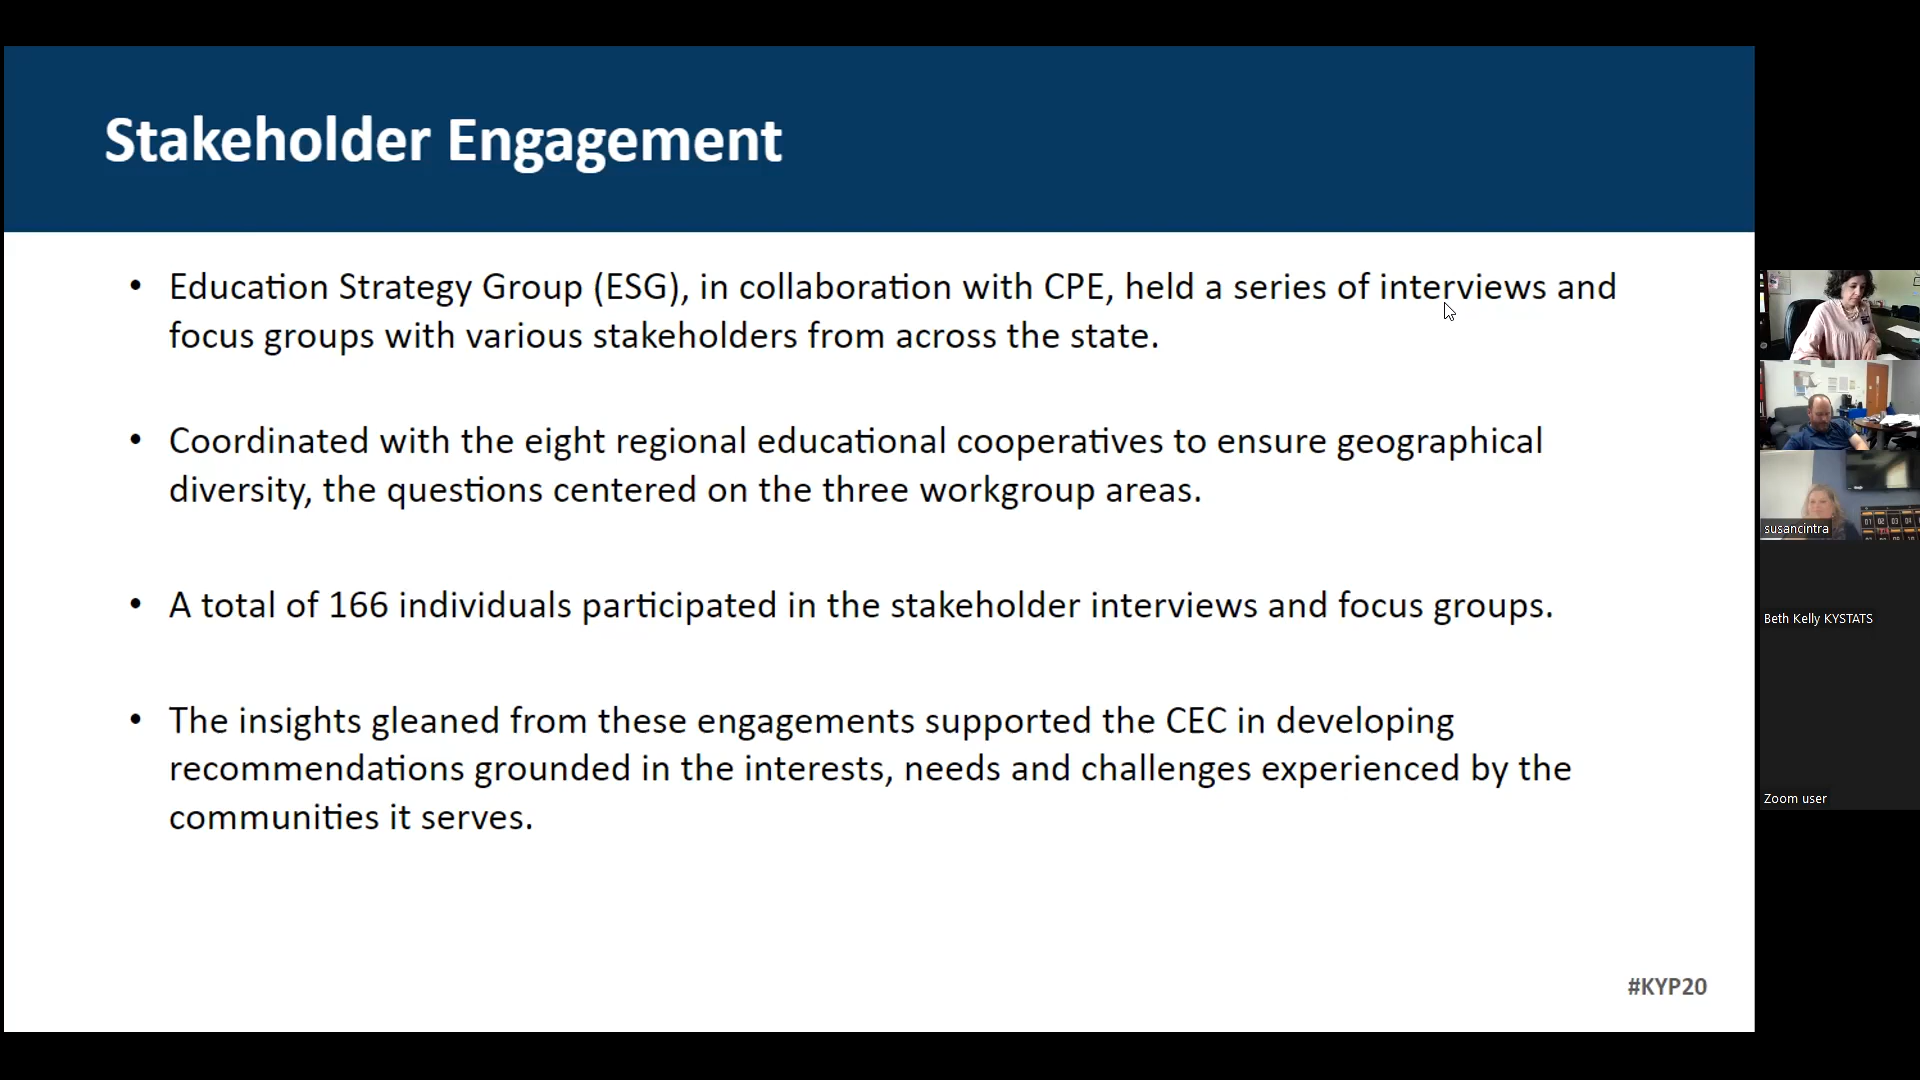 Stakeholder Engagement
• Education Strategy Group (ESG), in collaboration with CPE, held a series of interviews and
focus groups with various stakeholders from across the state.
• Coordinated with the eight regional educational cooperatives to ensure geographical
diversity, the questions centered on the three workgroup areas.
• A total of 166 individuals participated in the stakeholder interviews and focus groups.
• The insights gleaned from these engagements supported the CEC in developing
recommendations grounded in the interests, needs and challenges experienced by the
communities it serves.
#KYP20
susancintra
01 02 03 04
Beth Kelly KYSTATS
Zoom user